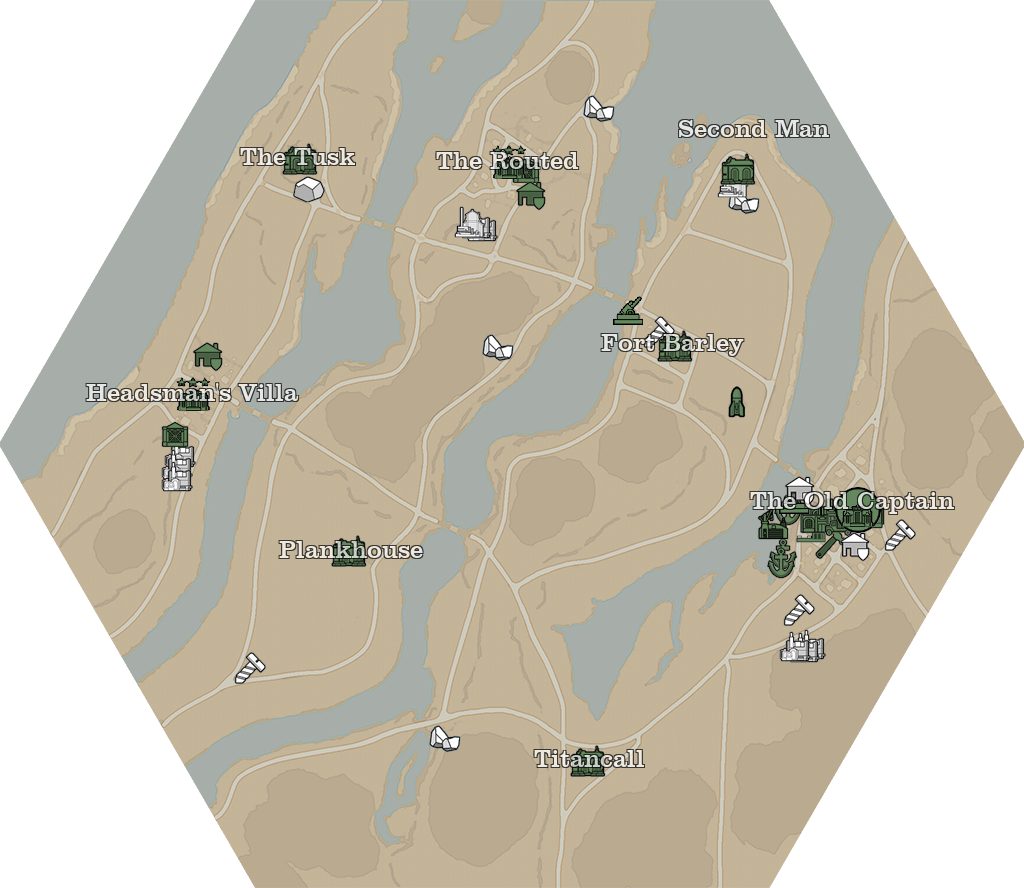 Second Man
The Tusk
The Routed
Fort Barley
Headsman's Villa
The Old Captain
Plankhouse
Titancall